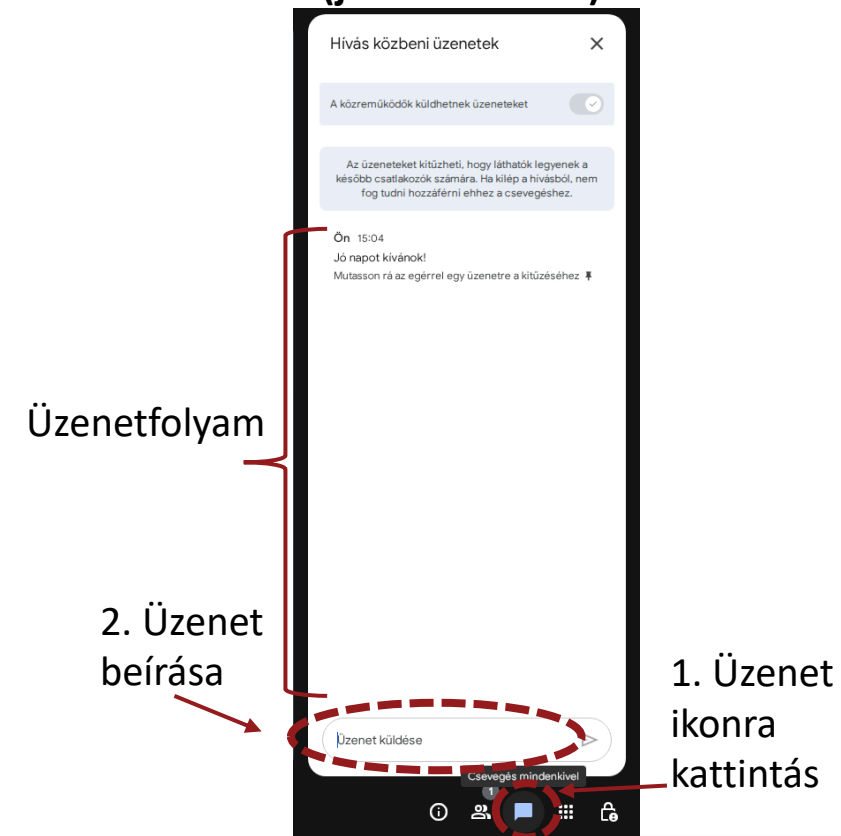 Hívás közbeni üzenetek
A közreműködők küldhetnek üzeneteket
Az üzeneteket kitűzheti, hogy láthatók legyenek a
később csatlakozók számára. Ha kilép a hívásból, nem
fog tudni hozzáférni ehhez a csevegéshez.
Ön 15:04
Jó napot kívánok!
Mutasson rá az egérrel egy üzenetre a kitűzéséhez
Üzenetfolyam
2. Üzenet
beírása
1. Üzenet
ikonra
kattintás
Üzenet küldése
Csevegés mindenkivel
1